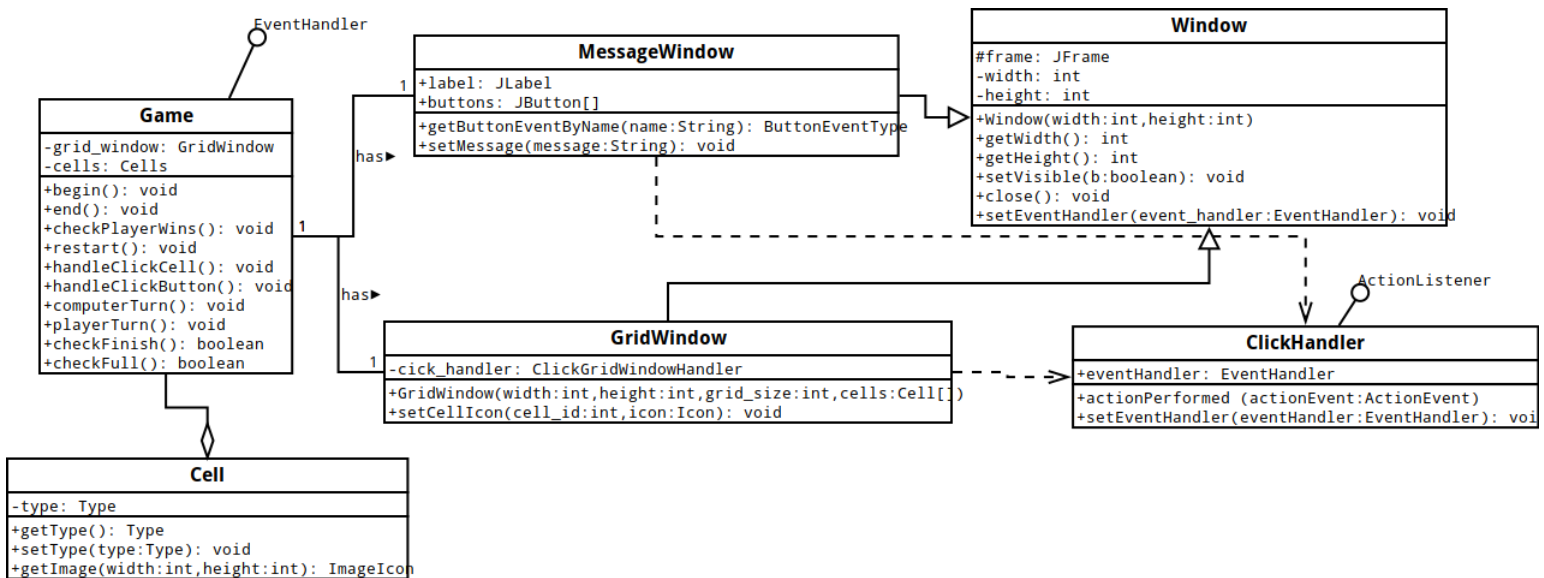 EventHandler
Game
-grid_window: GridWindow
-cells: Cells
+begin(): void
+end(): void
+checkPlayerWins(): void
+restart(): void
+handleClickCell(): void
+handleClickButton(): void
+computerTurn(): void
+playerTurn(): void
+checkFinish(): boolean
+checkFull(): boolean
1
has▶
1
has▶
1
MessageWindow
+label: JLabel
+buttons: JButton[]
+getButtonEventByName(name:String): ButtonEventType
+setMessage(message:String): void
Window
#frame: JFrame
-width: int
-height: int
+Window(width:int,height:int)
+getWidth(): int
+getHeight(): int
+setVisible(b:boolean): void
+close(): void
+setEventHandler(event_handler:EventHandler): void
GridWindow
-cick_handler: ClickGridWindowHandler
+GridWindow(width:int,height:int,grid_size:int,cells:Cell[])
+setCellIcon(cell_id:int,icon:Icon): void
ActionListener
ClickHandler
+eventHandler: EventHandler
+actionPerformed (actionEvent:ActionEvent)
+setEventHandler(eventHandler:EventHandler): voi
Cell
-type: Type
+getType(): Type
+setType(type:Type): void
+getImage(width:int,height:int): ImageIcon